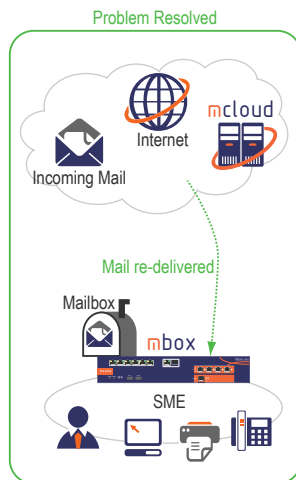 Problem Resolved
mcloud
Internet
Incoming Mail
Mail re-delivered
Mailbox
mbox
SME